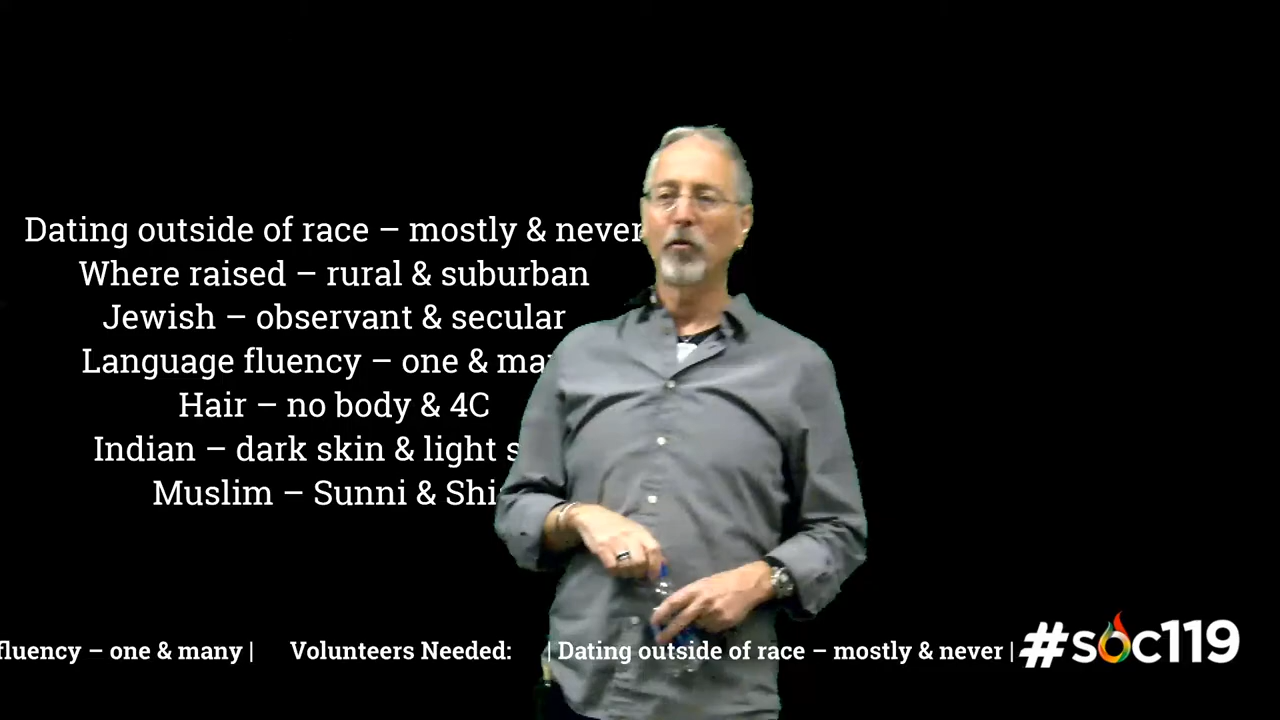 Dating outside of race – mostly & never
Where raised – rural & suburban
Jewish – observant & secular
Language fluency – one &
Hair – no body & 4C
Indian – dark skin & light
Muslim – Sunni &
fluency – one & many | Volunteers Needed: | Dating outside of race – mostly & never |
#soc119